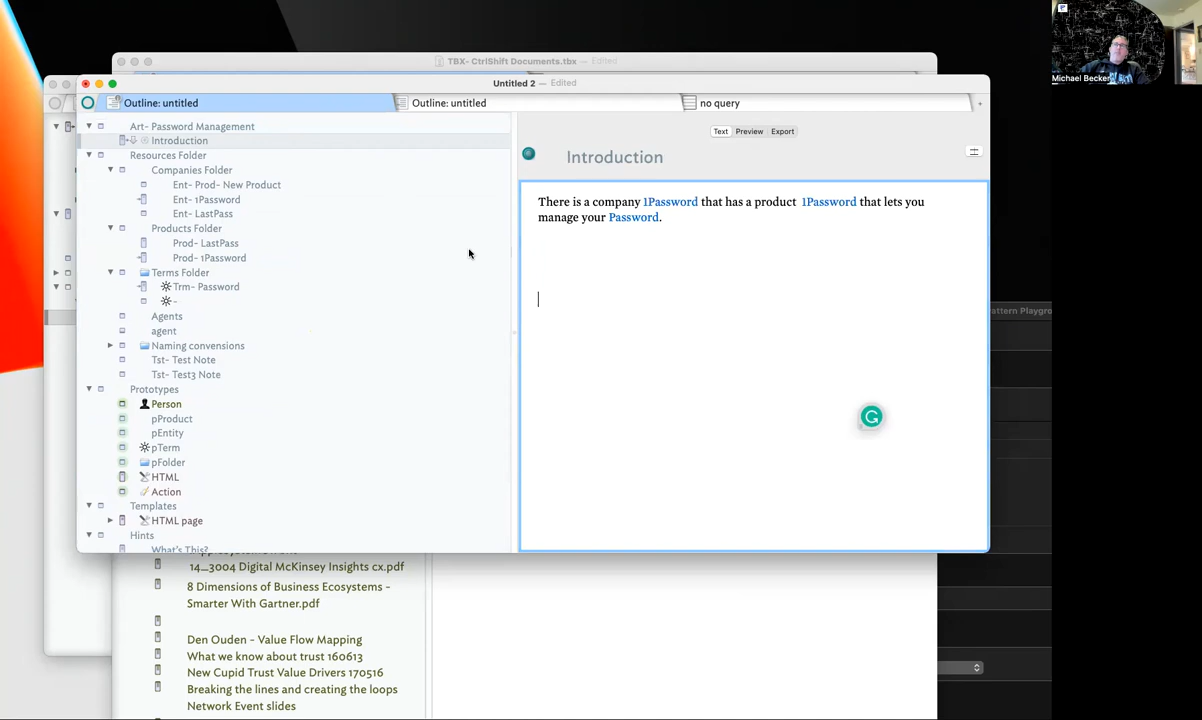 Michael Becker
TBX- CtrlShift Documents.tbx — Edited
Untitled 2 — Edited
Outline: untitled
Outline: untitled
no query
Art- Password Management
Introduction
Resources Folder
Companies Folder
Ent- Prod- New Product
Ent- 1Password
Ent- LastPass
Products Folder
Prod- LastPass
Prod- 1Password
Terms Folder
Trm- Password
-
Agents
agent
Naming convensions
Tst- Test Note
Tst- Test3 Note
Prototypes
Person
pProduct
pEntity
pTerm
pFolder
HTML
Action
Templates
HTML page
Hints
What's This?
Text
Preview
Export
Introduction
There is a company 1Password that has a product 1Password that lets you
manage your Password.
G
attern Playgro
14_3004 Digital McKinsey Insights cx.pdf
8 Dimensions of Business Ecosystems -
Smarter With Gartner.pdf
Den Ouden - Value Flow Mapping
What we know about trust 160613
New Cupid Trust Value Drivers 170516
Breaking the lines and creating the loops
Network Event slides